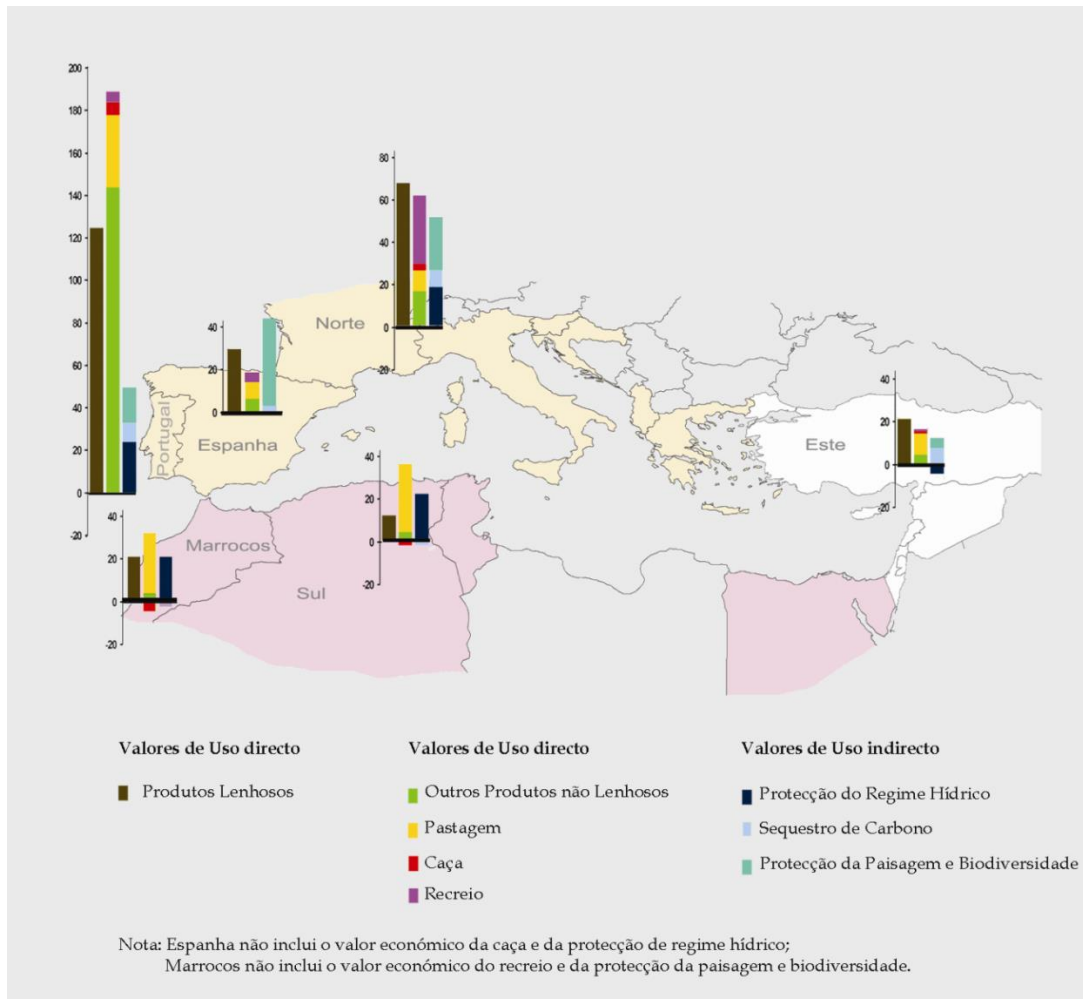 200
180
160
140
120
100
80
60
40
20
0
-20
80
60
40
20
0
-20
40
20
0
40
20
0
-20
40
20
0
-20
40
20
0
-20
Norte
Portugal
Espanha
Este
Marrocos
Sul
Valores de Uso directo
Produtos Lenhosos
Valores de Uso directo
Outros Produtos não Lenhosos
Pastagem
Caça
Recreio
Valores de Uso indirecto
Protecção do Regime Hídrico
Sequestro de Carbono
Protecção da Paisagem e Biodiversidade
Nota: Espanha não inclui o valor económico da caça e da protecção de regime hídrico;
Marrocos não inclui o valor económico do recreio e da protecção da paisagem e biodiversidade.